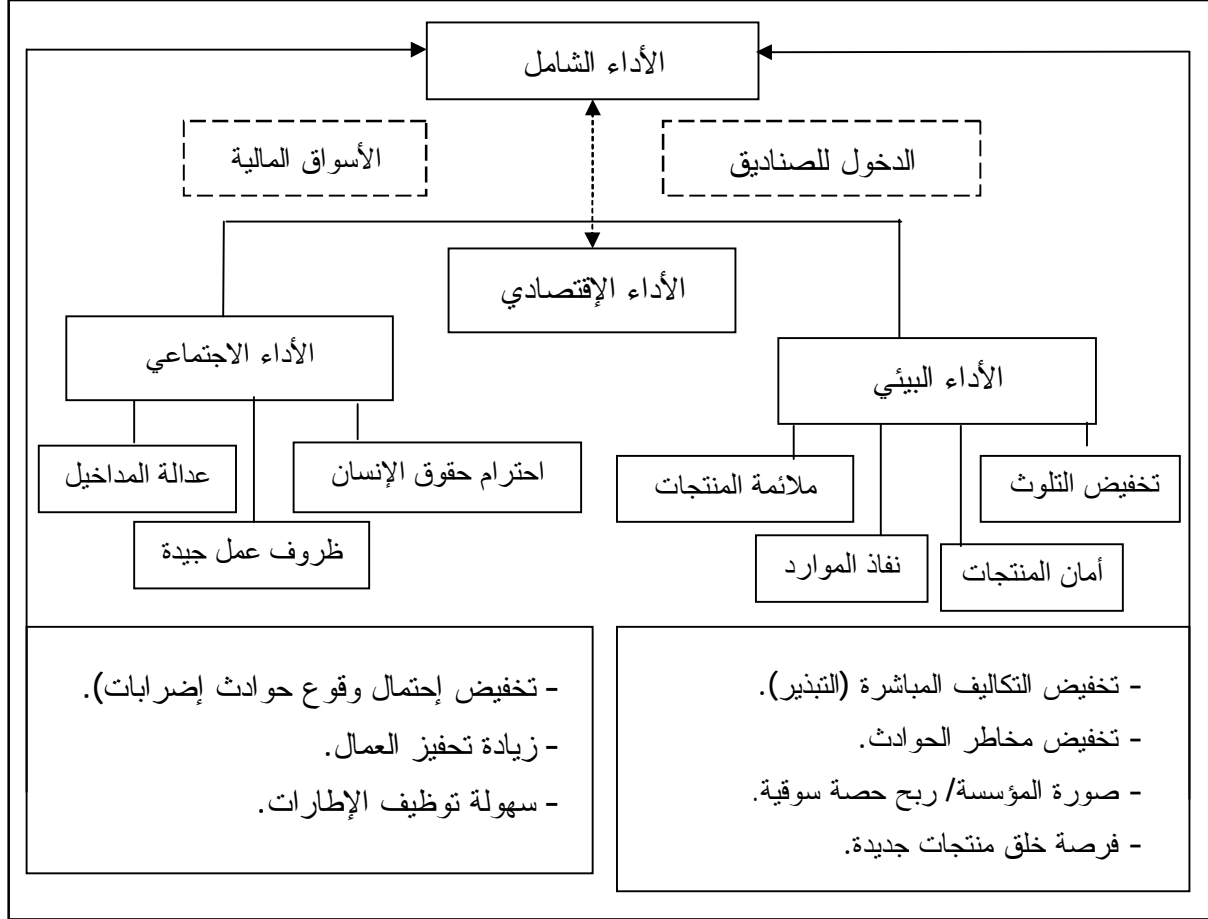 الأداء الشامل
الدخول للصناديق
الأسواق المالية
الأداء الإقتصادي
الأداء الاجتماعي
الأداء البيئي
تخفيض التلوث
ملائمة المنتجات
احترام حقوق الإنسان
عدالة المداخيل
أمان المنتجات
نفاذ الموارد
ظروف عمل جيدة
- تخفيض التكاليف المباشرة (التبذير).
- تخفيض مخاطر الحوادث.
- صورة المؤسسة/ ربح حصة سوقية.
- فرصة خلق منتجات جديدة.
- تخفيض إحتمال وقوع حوادث إضرابات).
- زيادة تحفيز العمال.
- سهولة توظيف الإطارات.